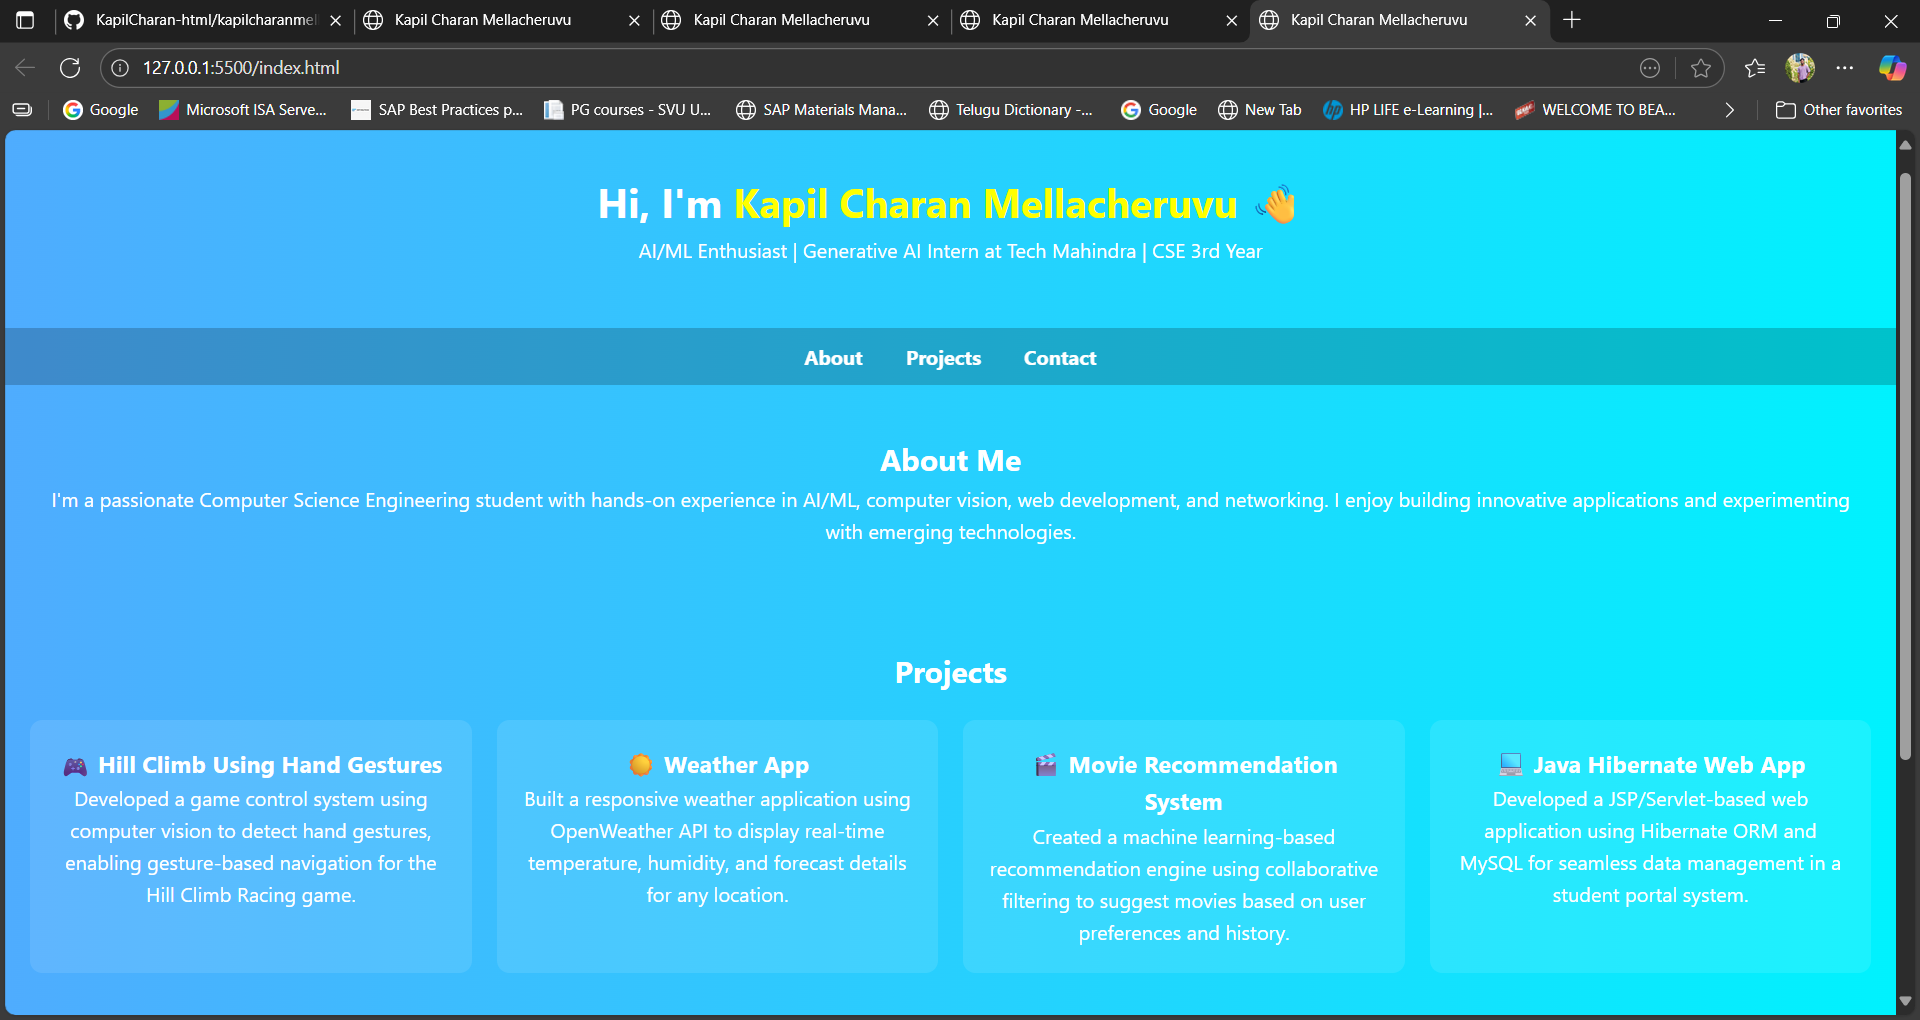 KapilCharan-html/kapilcharanmel
Kapil Charan Mellacheruvu
Kapil Charan Mellacheruvu
Kapil Charan Mellacheruvu
Kapil Charan Mellacheruvu
127.0.0.1:5500/index.html
Google
Microsoft ISA Serve...
SAP Best Practices p...
PG courses - SVU U...
SAP Materials Mana...
Telugu Dictionary -...
Google
New Tab
HP LIFE e-Learning |...
WELCOME TO BEA...
Other favorites
Hi, I'm Kapil Charan Mellacheruvu 👋
AI/ML Enthusiast | Generative AI Intern at Tech Mahindra | CSE 3rd Year
About Projects Contact
About Me
I'm a passionate Computer Science Engineering student with hands-on experience in AI/ML, computer vision, web development, and networking. I enjoy building innovative applications and experimenting
with emerging technologies.
Projects
🎮 Hill Climb Using Hand Gestures
Developed a game control system using
computer vision to detect hand gestures,
enabling gesture-based navigation for the
Hill Climb Racing game.
☀️ Weather App
Built a responsive weather application using
OpenWeather API to display real-time
temperature, humidity, and forecast details
for any location.
🎬 Movie Recommendation
System
Created a machine learning-based
recommendation engine using collaborative
filtering to suggest movies based on user
preferences and history.
💻 Java Hibernate Web App
Developed a JSP/Servlet-based web
application using Hibernate ORM and
MySQL for seamless data management in a
student portal system.